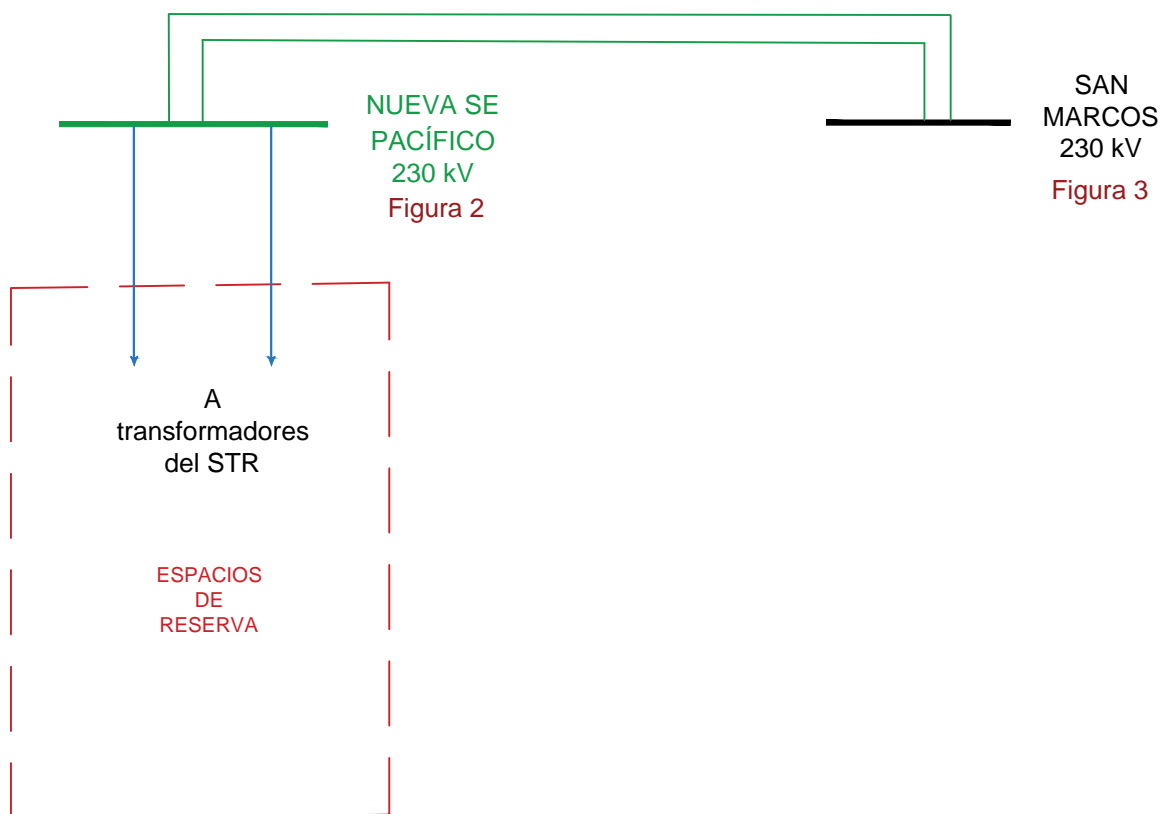 NUEVA SE
PACÍFICO
230 kV
Figura 2
SAN
MARCOS
230 kV
Figura 3
A
transformadores
del STR
ESPACIOS
DE
RESERVA